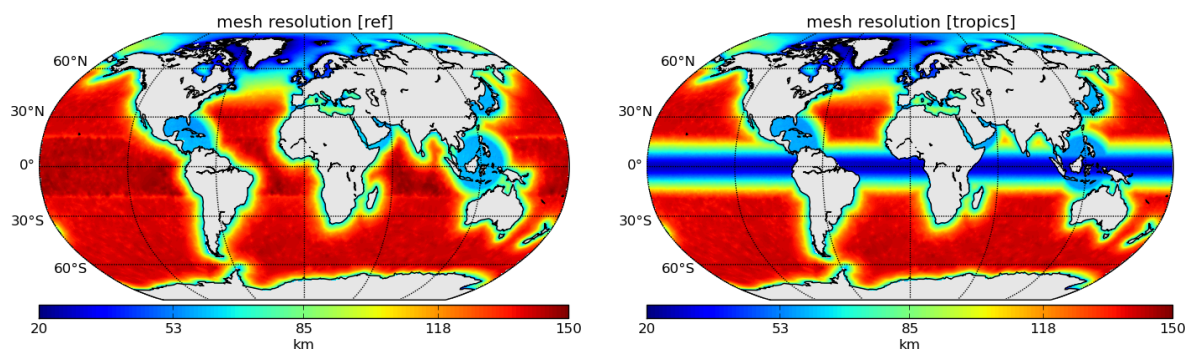 mesh resolution [ref]
60°N
30°N
0°
30°S
60°S
20 53 85 118 150
km
mesh resolution [tropics]
60°N
30°N
0°
30°S
60°S
20 53 85 118 150
km